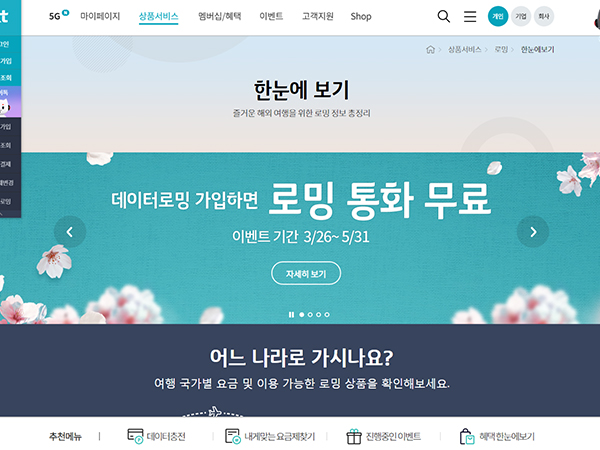 5G N 마이페이지 상품서비스 멤버십/혜택 이벤트 고객지원 Shop 개인 기업 회사
상품서비스 > 로밍 > 한눈에보기
가입
조회
한눈에 보기
즐거운 해외 여행을 위한 로밍 정보 총정리
가입
조회
결제
변경
로밍
데이터로밍 가입하면 로밍 통화 무료
이벤트 기간 3/26~ 5/31
자세히 보기
어느 나라로 가시나요?
여행 국가별 요금 및 이용 가능한 로밍 상품을 확인해보세요.
추천메뉴 | 데이터충전 내게맞는 요금제찾기 진행중인 이벤트 혜택 한눈에보기